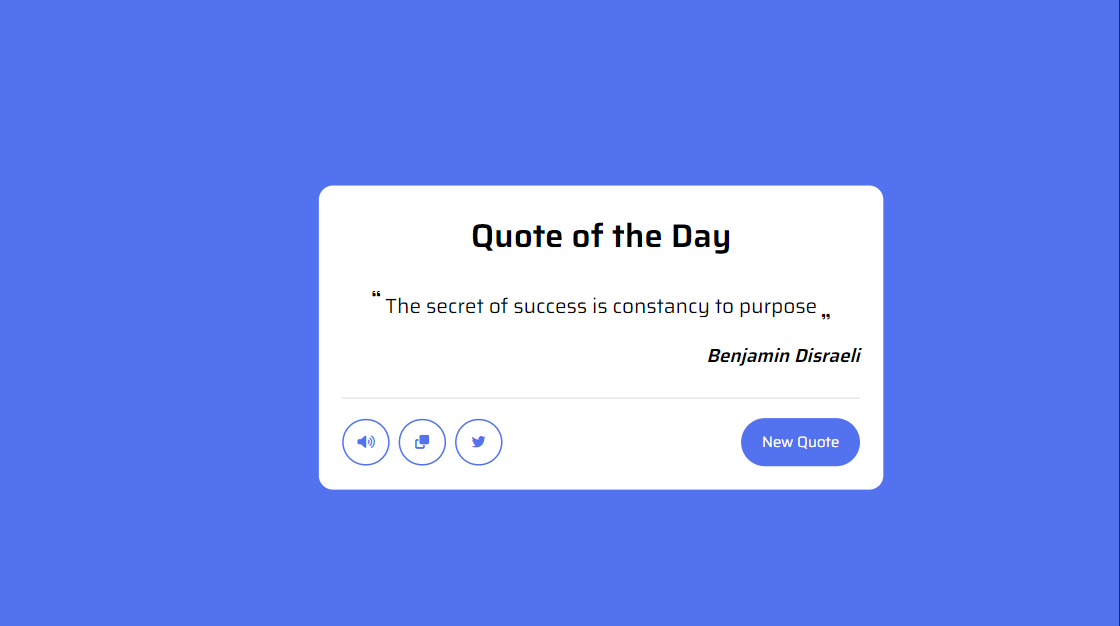 Quote of the Day
❝ The secret of success is constancy to purpose ❞
Benjamin Disraeli
New Quote